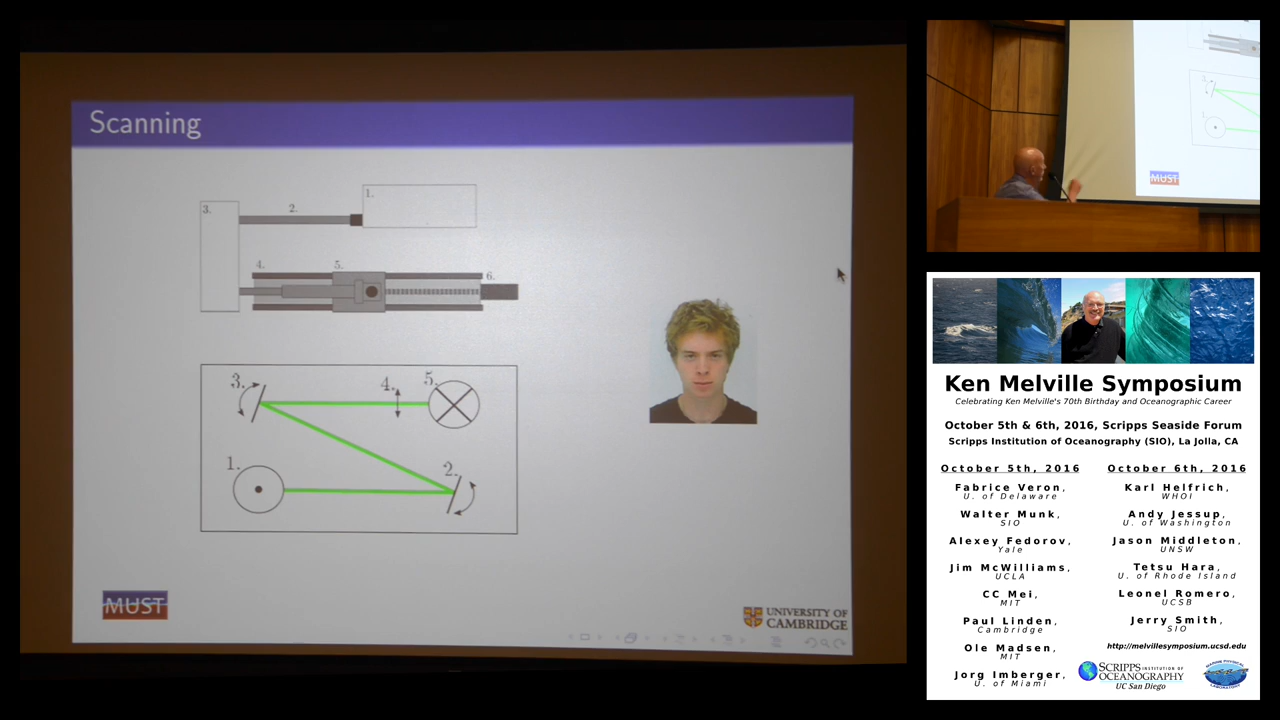 Scanning
1.
2.
3.
4.
5.
6.
3.
4.
5.
1.
2.
MUST
UNIVERSITY OF
CAMBRIDGE
MUST
Ken Melville Symposium
Celebrating Ken Melville's 70th Birthday and Oceanographic Career
October 5th & 6th, 2016, Scripps Seaside Forum
Scripps Institution of Oceanography (SIO), La Jolla, CA
October 5th, 2016
Fabrice Veron,
U. of Delaware
Walter Munk,
SIO
Alexey Fedorov,
Yale
Jim McWilliams,
UCLA
CC Mei,
MIT
Paul Linden,
Cambridge
Ole Madsen,
MIT
Jorg Imberger,
U. of Miami
October 6th, 2016
Karl Helfrich,
WHOI
Andy Jessup,
U. of Washington
Jason Middleton,
UNSW
Tetsu Hara,
U. of Rhode Island
Leonel Romero,
UCSB
Jerry Smith,
SIO
http://melvillesymposium.ucsd.edu
SCRIPPS INSTITUTION OF
OCEANOGRAPHY
UC San Diego